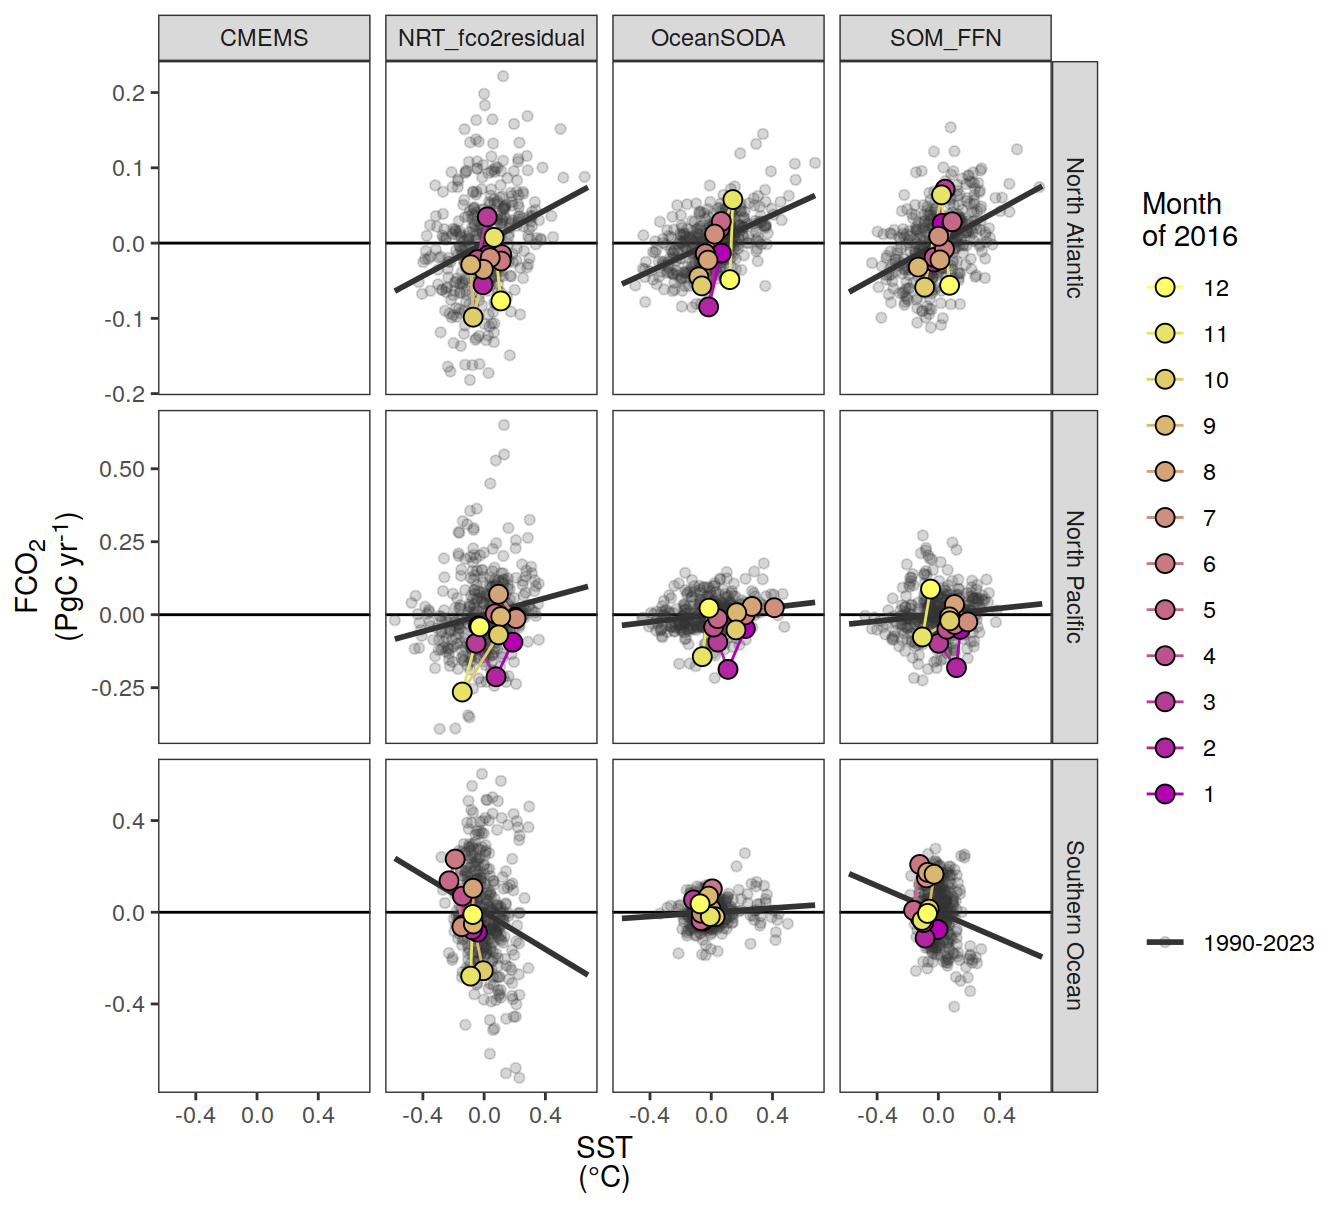 CMEMS NRT_fco2residual OceanSODA SOM_FFN
0.2
0.1
0.0
-0.1
-0.2
North Atlantic
0.50
0.25
0.00
-0.25
North Pacific
0.4
0.0
-0.4
Southern Ocean
-0.4 0.0 0.4 -0.4 0.0 0.4 -0.4 0.0 0.4 -0.4 0.0 0.4
SST
(°C)
FCO₂
(PgC yr⁻¹)
Month
of 2016
12
11
10
9
8
7
6
5
4
3
2
1
1990-2023